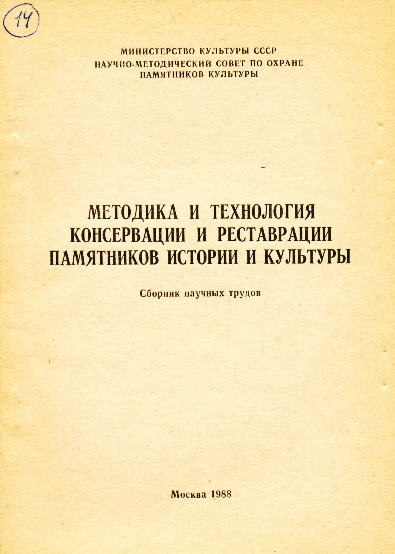 14
МИНИСТЕРСТВО КУЛЬТУРЫ СССР
НАУЧНО-МЕТОДИЧЕСКИЙ СОВЕТ ПО ОХРАНЕ
ПАМЯТНИКОВ КУЛЬТУРЫ
МЕТОДИКА И ТЕХНОЛОГИЯ
КОНСЕРВАЦИИ И РЕСТАВРАЦИИ
ПАМЯТНИКОВ ИСТОРИИ И КУЛЬТУРЫ
Сборник научных трудов
Москва 1988